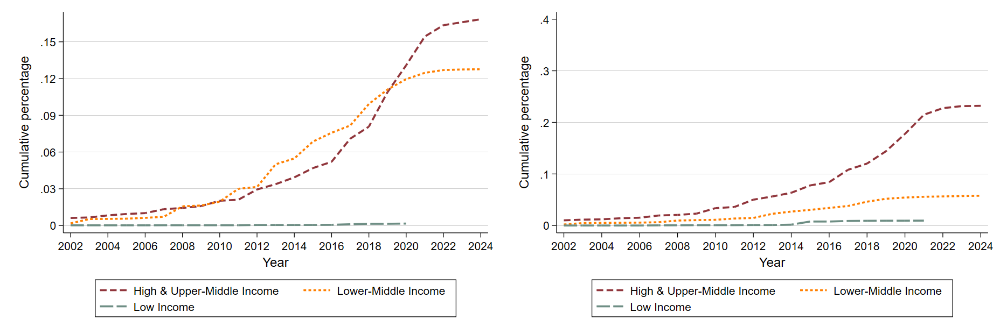 Cumulative percentage
.15
.12
.09
.06
.03
0
2002 2004 2006 2008 2010 2012 2014 2016 2018 2020 2022 2024
Year
High & Upper-Middle Income Lower-Middle Income
Low Income
Cumulative percentage
.4
.3
.2
.1
0
2002 2004 2006 2008 2010 2012 2014 2016 2018 2020 2022 2024
Year
High & Upper-Middle Income Lower-Middle Income
Low Income